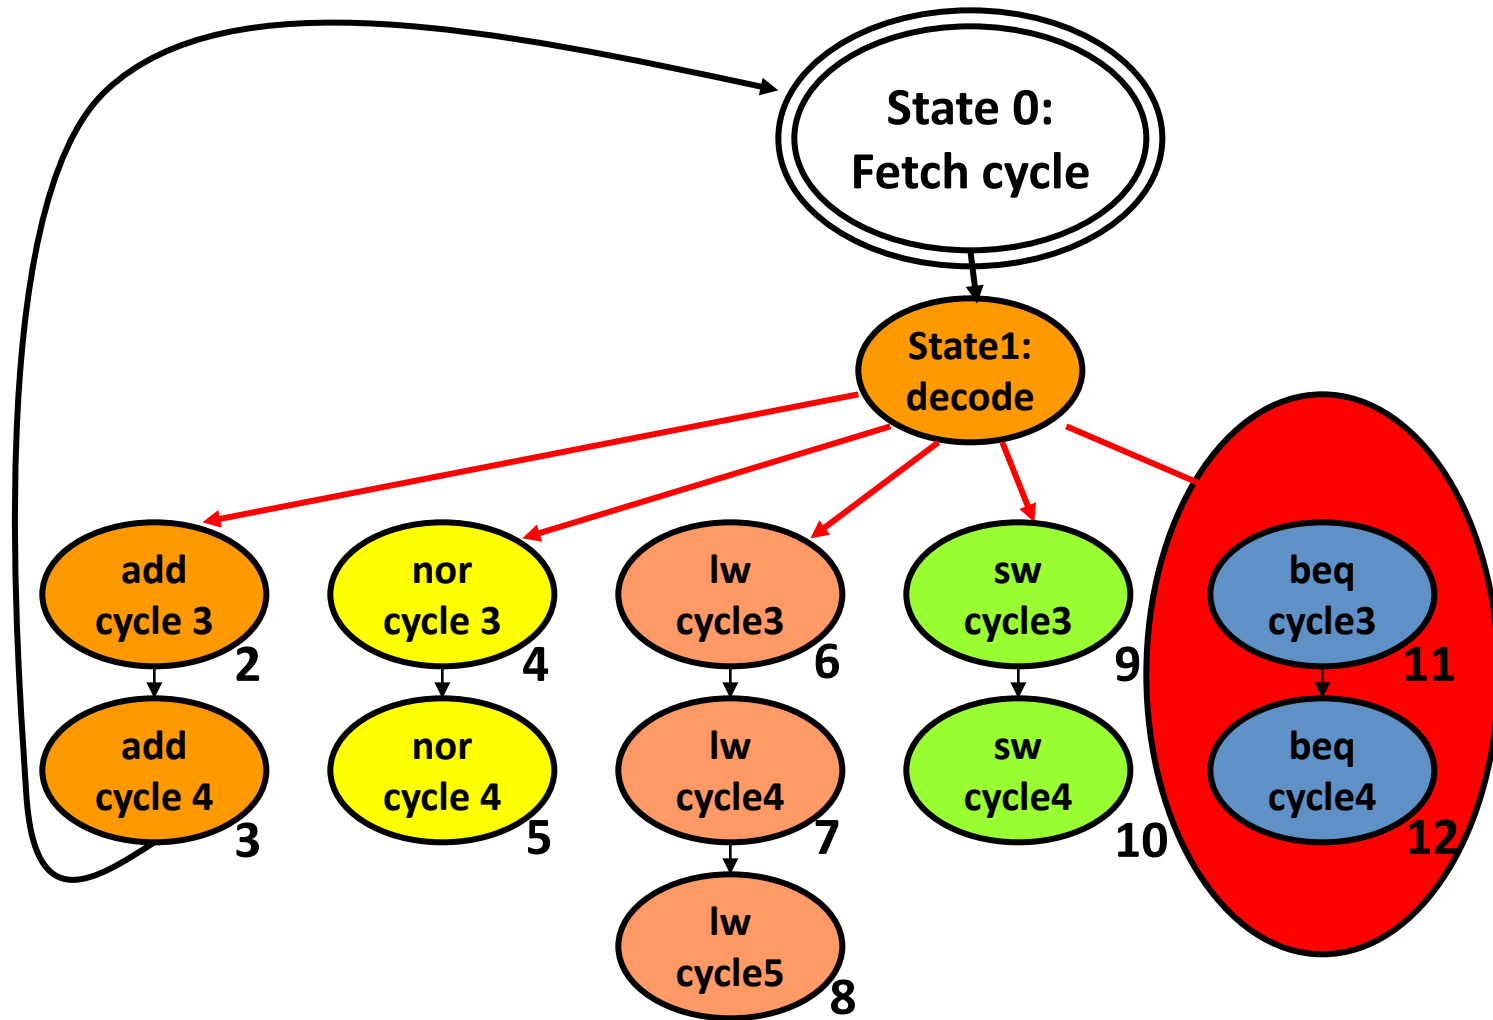 State 0:
Fetch cycle
State1:
decode
add
cycle 3
2
nor
cycle 3
4
lw
cycle3
6
sw
cycle3
9
beq
cycle3
11
add
cycle 4
3
nor
cycle 4
5
lw
cycle4
7
sw
cycle4
10
beq
cycle4
12
lw
cycle5
8